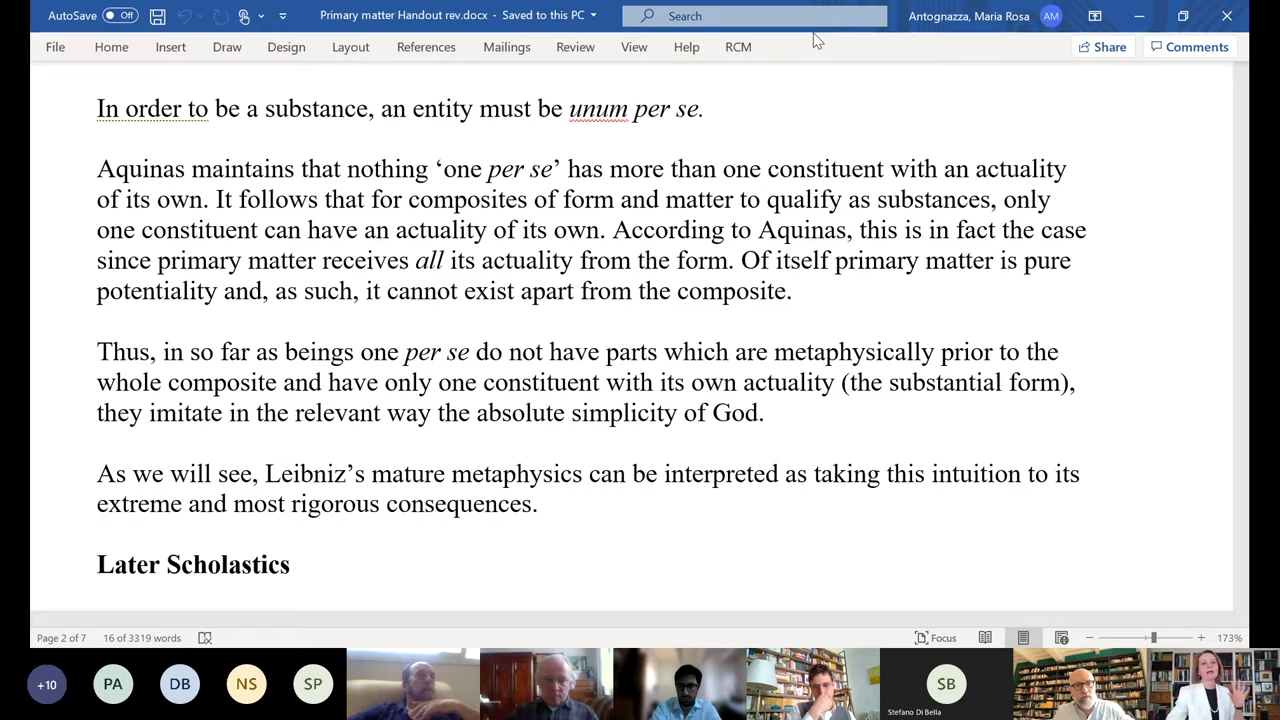 AutoSave Off Primary matter Handout rev.docx - Saved to this PC Search Antognazza, Maria Rosa AM
File Home Insert Draw Design Layout References Mailings Review View Help RCM Share Comments
In order to be a substance, an entity must be unum per se.
Aquinas maintains that nothing ‘one per se’ has more than one constituent with an actuality
of its own. It follows that for composites of form and matter to qualify as substances, only
one constituent can have an actuality of its own. According to Aquinas, this is in fact the case
since primary matter receives all its actuality from the form. Of itself primary matter is pure
potentiality and, as such, it cannot exist apart from the composite.
Thus, in so far as beings one per se do not have parts which are metaphysically prior to the
whole composite and have only one constituent with its own actuality (the substantial form),
they imitate in the relevant way the absolute simplicity of God.
As we will see, Leibniz’s mature metaphysics can be interpreted as taking this intuition to its
extreme and most rigorous consequences.
Later Scholastics
Page 2 of 7 16 of 3319 words Focus 173%
+10 PA DB NS SP SB
Stefano Di Bella